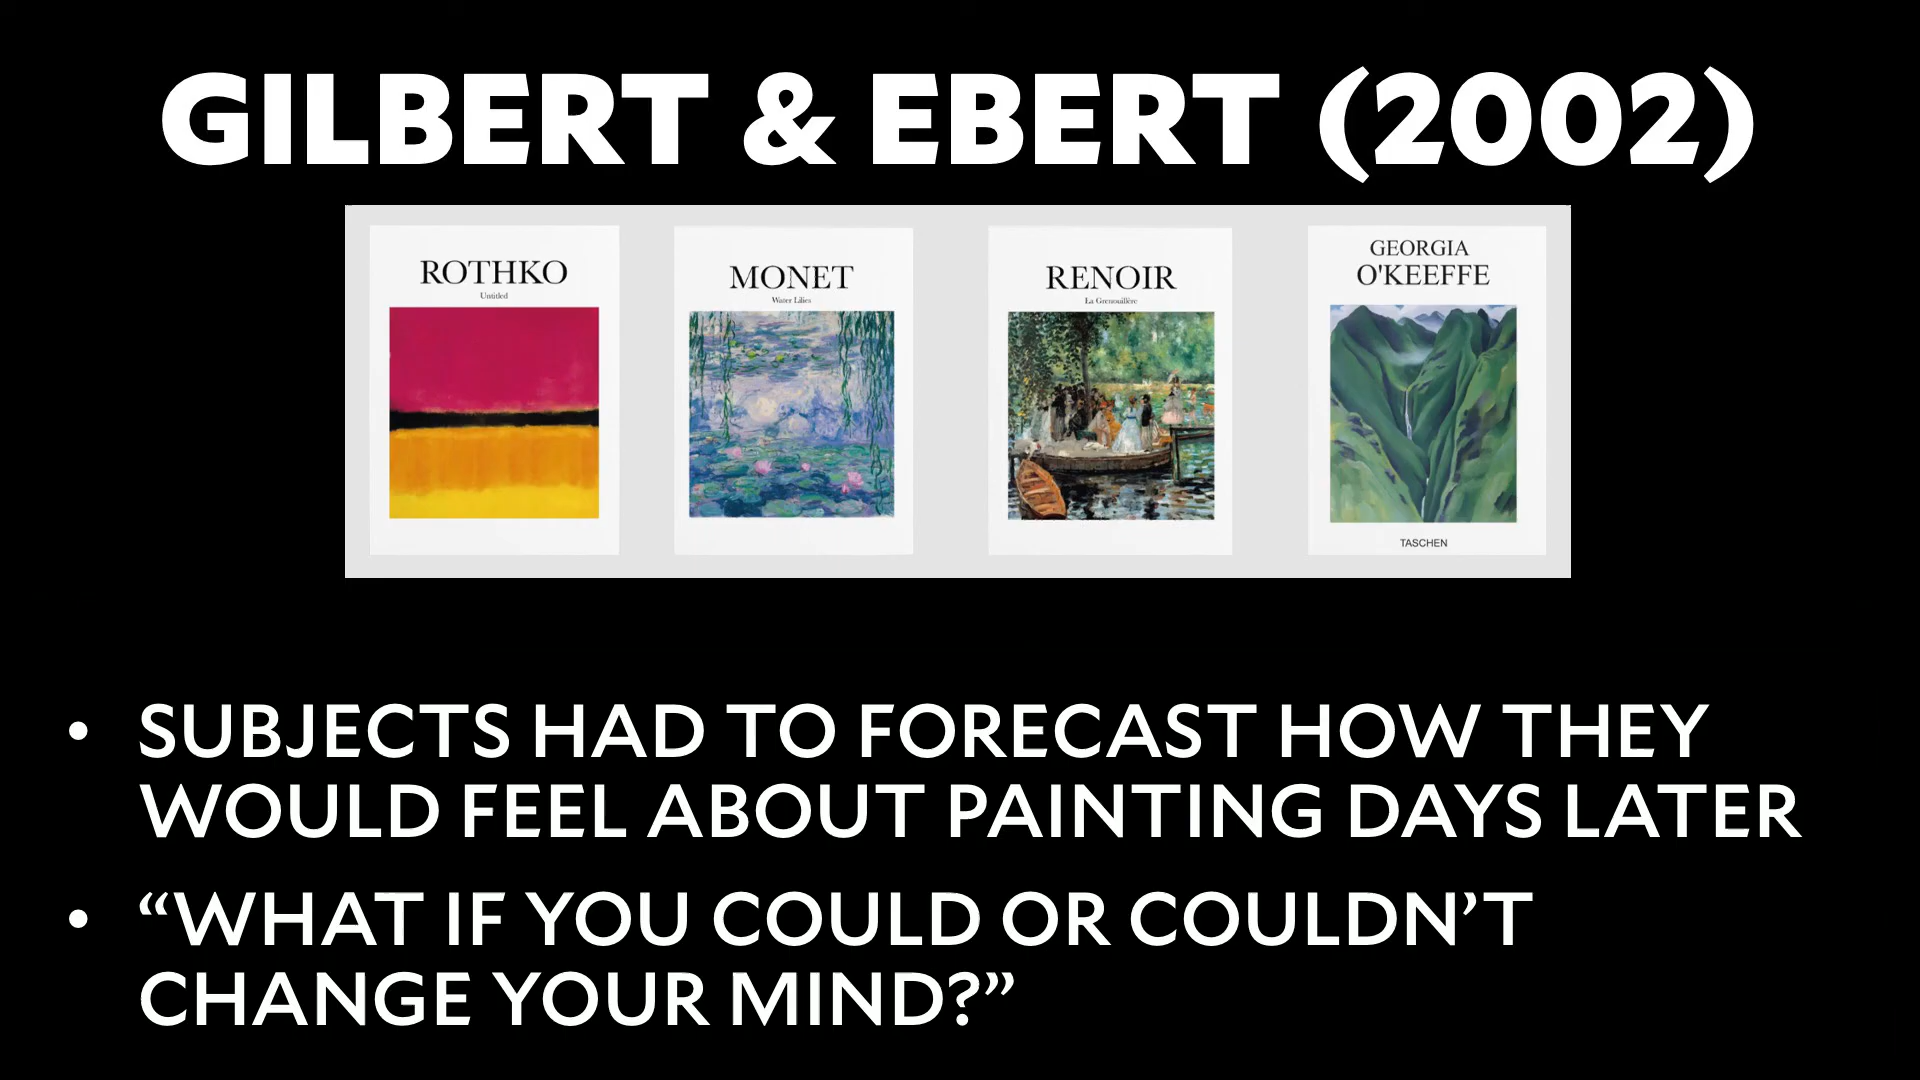 GILBERT & EBERT (2002)
ROTHKO
Untitled
MONET
Water Lilies
RENOIR
La Grenouillère
GEORGIA
O'KEEFFE
TASCHEN
• SUBJECTS HAD TO FORECAST HOW THEY
WOULD FEEL ABOUT PAINTING DAYS LATER
• “WHAT IF YOU COULD OR COULDN’T
CHANGE YOUR MIND?”